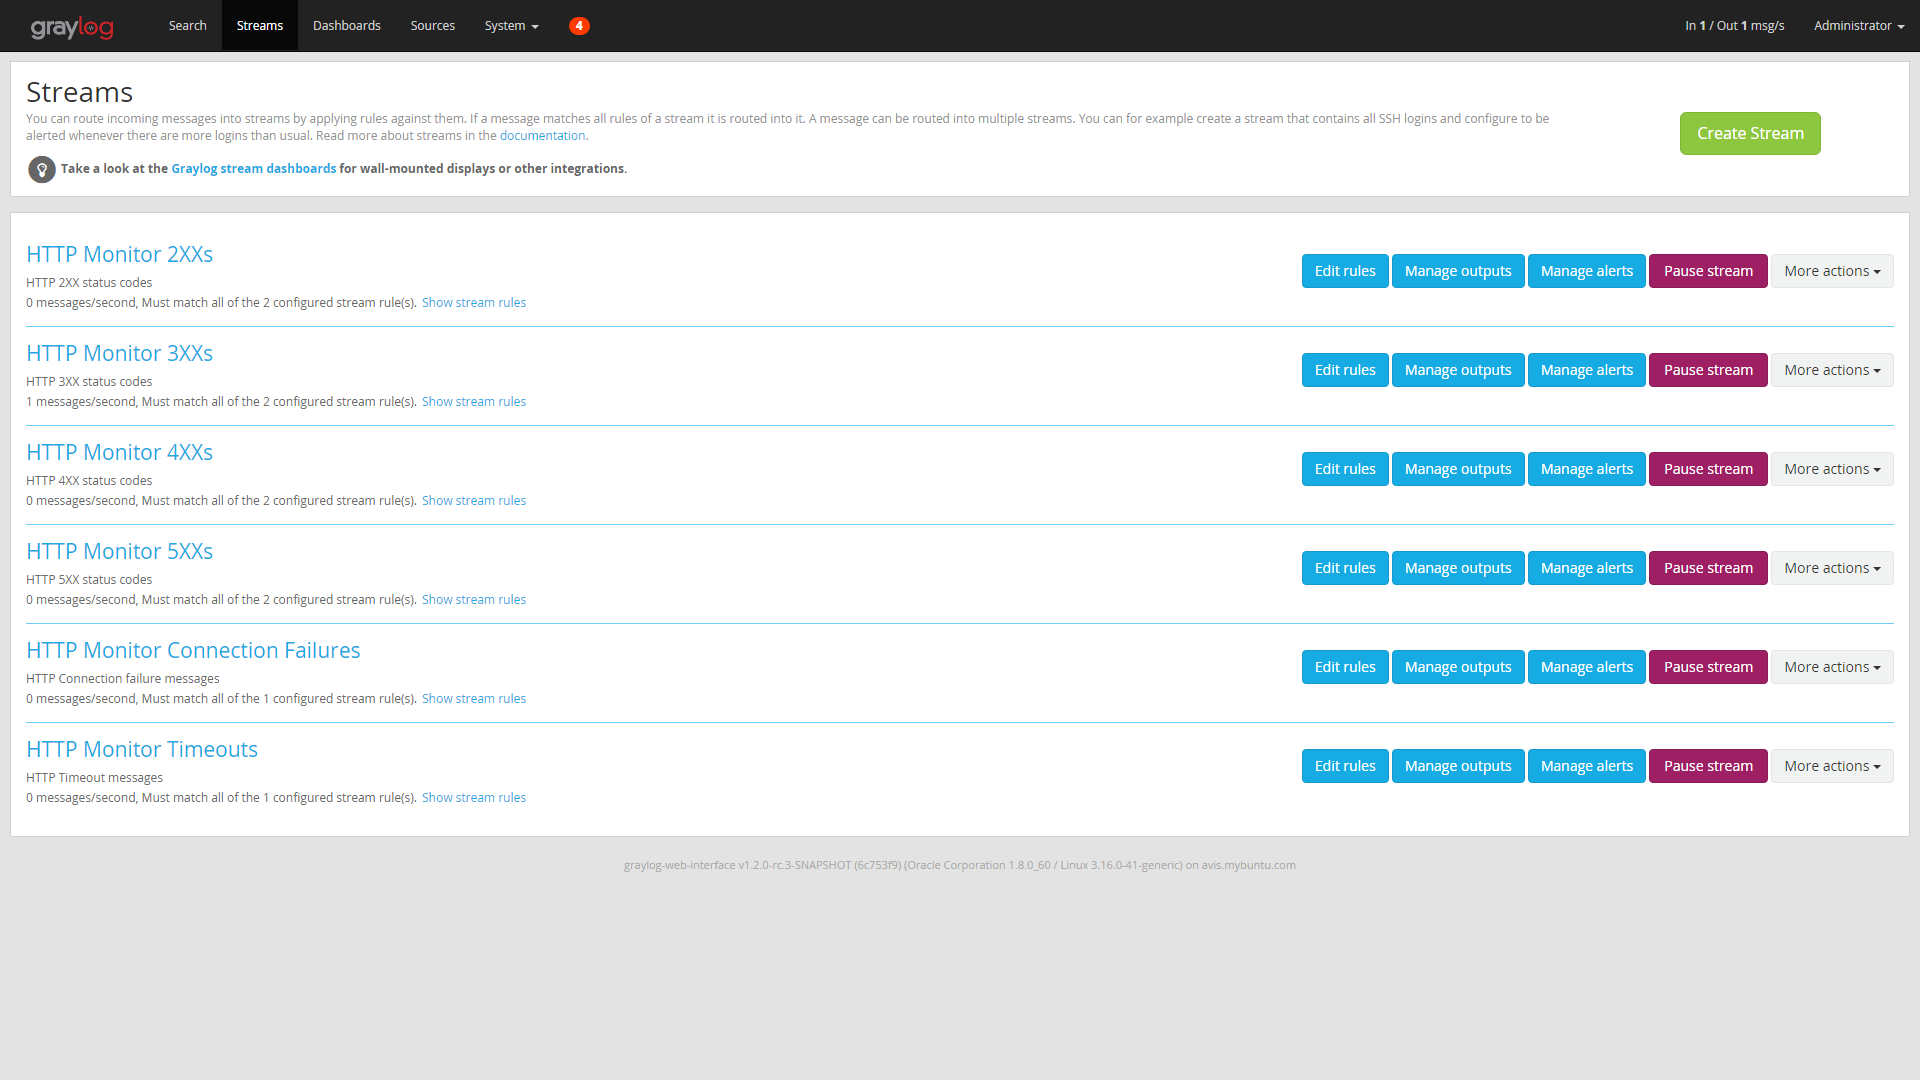 graylog Search Streams Dashboards Sources System 4 In 1 / Out 1 msg/s Administrator
Streams
You can route incoming messages into streams by applying rules against them. If a message matches all rules of a stream it is routed into it. A message can be routed into multiple streams. You can for example create a stream that contains all SSH logins and configure to be
alerted whenever there are more logins than usual. Read more about streams in the documentation.
Create Stream
Take a look at the Graylog stream dashboards for wall-mounted displays or other integrations.
HTTP Monitor 2XXs
Edit rules Manage outputs Manage alerts Pause stream More actions
HTTP 2XX status codes
0 messages/second, Must match all of the 2 configured stream rule(s). Show stream rules
HTTP Monitor 3XXs
Edit rules Manage outputs Manage alerts Pause stream More actions
HTTP 3XX status codes
1 messages/second, Must match all of the 2 configured stream rule(s). Show stream rules
HTTP Monitor 4XXs
Edit rules Manage outputs Manage alerts Pause stream More actions
HTTP 4XX status codes
0 messages/second, Must match all of the 2 configured stream rule(s). Show stream rules
HTTP Monitor 5XXs
Edit rules Manage outputs Manage alerts Pause stream More actions
HTTP 5XX status codes
0 messages/second, Must match all of the 2 configured stream rule(s). Show stream rules
HTTP Monitor Connection Failures
Edit rules Manage outputs Manage alerts Pause stream More actions
HTTP Connection failure messages
0 messages/second, Must match all of the 1 configured stream rule(s). Show stream rules
HTTP Monitor Timeouts
Edit rules Manage outputs Manage alerts Pause stream More actions
HTTP Timeout messages
0 messages/second, Must match all of the 1 configured stream rule(s). Show stream rules
graylog-web-interface v1.2.0-rc.3-SNAPSHOT (6c753f9) (Oracle Corporation 1.8.0_60 / Linux 3.16.0-41-generic) on avis.mybuntu.com